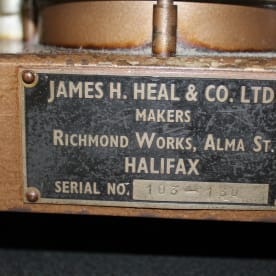 JAMES H. HEAL & CO. LTD
MAKERS
RICHMOND WORKS, ALMA ST.
HALIFAX
SERIAL NO.